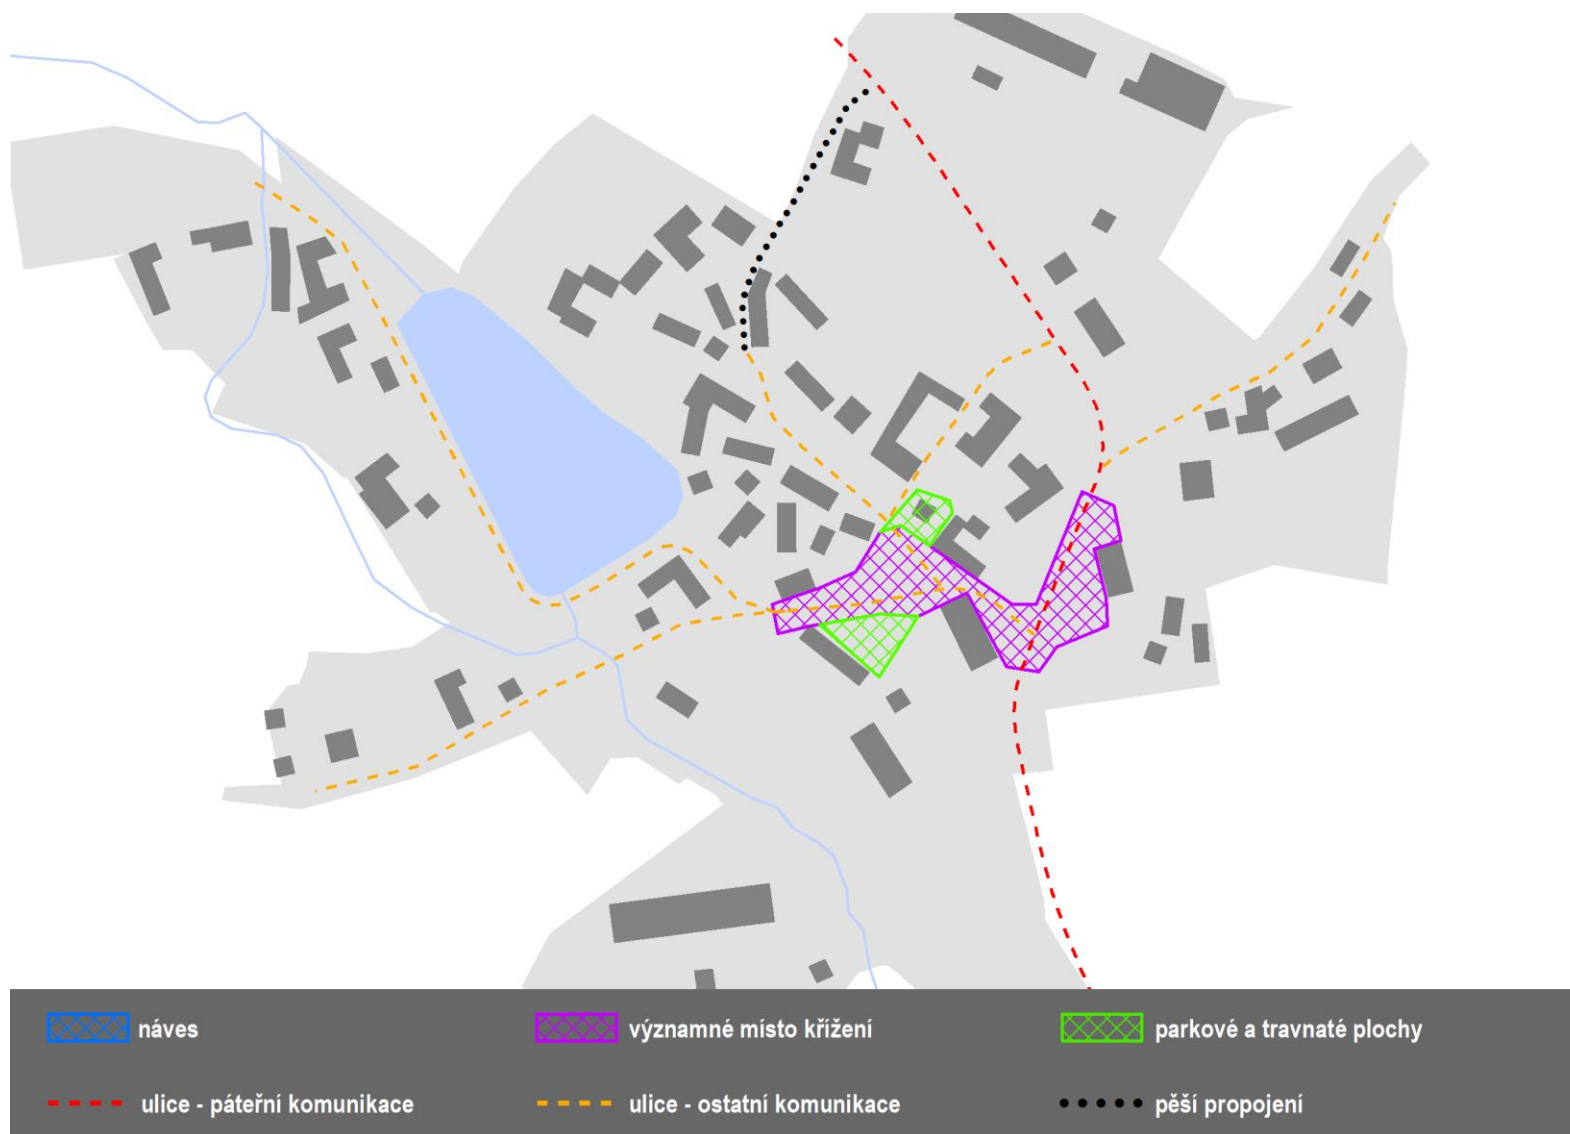 náves
významné místo křížení
parkové a travnaté plochy
ulice - páteřní komunikace
ulice - ostatní komunikace
pěší propojení